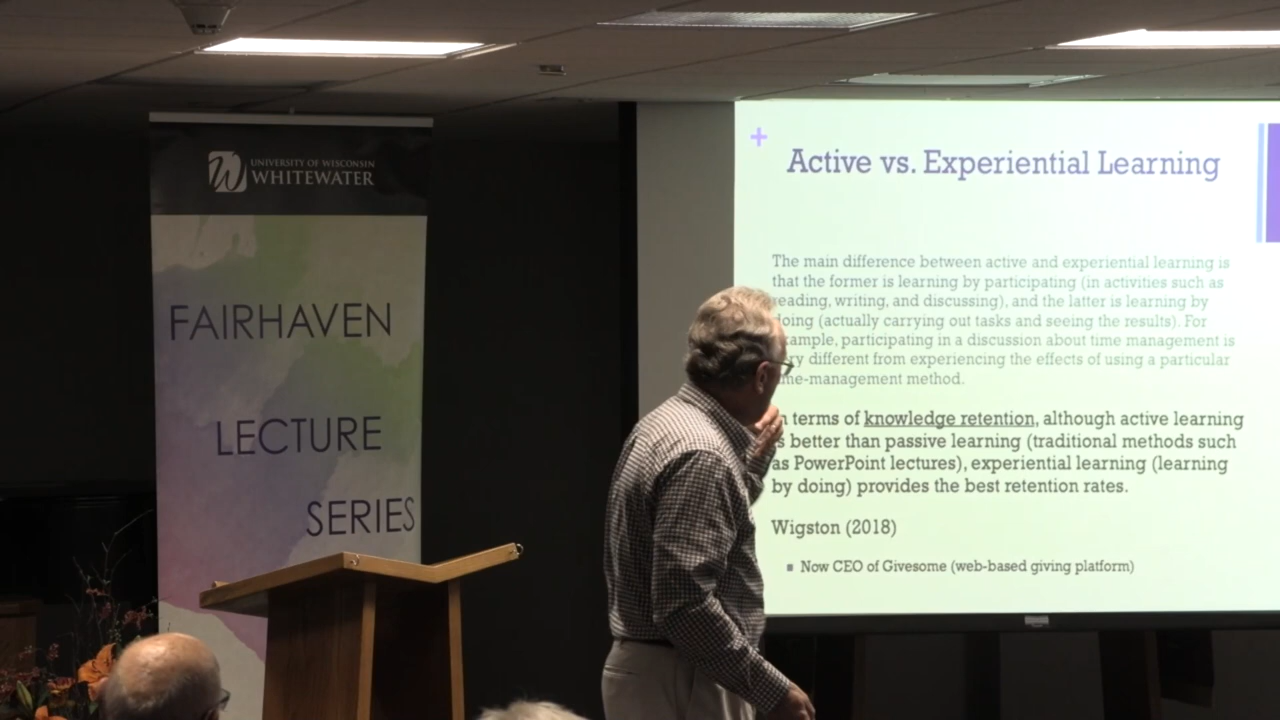 UNIVERSITY OF WISCONSIN
WHITEWATER
FAIRHAVEN
LECTURE
SERIES
+
Active vs. Experiential Learning
The main difference between active and experiential learning is
that the former is learning by participating (in activities such as
reading, writing, and discussing), and the latter is learning by
doing (actually carrying out tasks and seeing the results). For
example, participating in a discussion about time management is
very different from experiencing the effects of using a particular
time-management method.
In terms of knowledge retention, although active learning
is better than passive learning (traditional methods such
as PowerPoint lectures), experiential learning (learning
by doing) provides the best retention rates.
Wigston (2018)
Now CEO of Givesome (web-based giving platform)